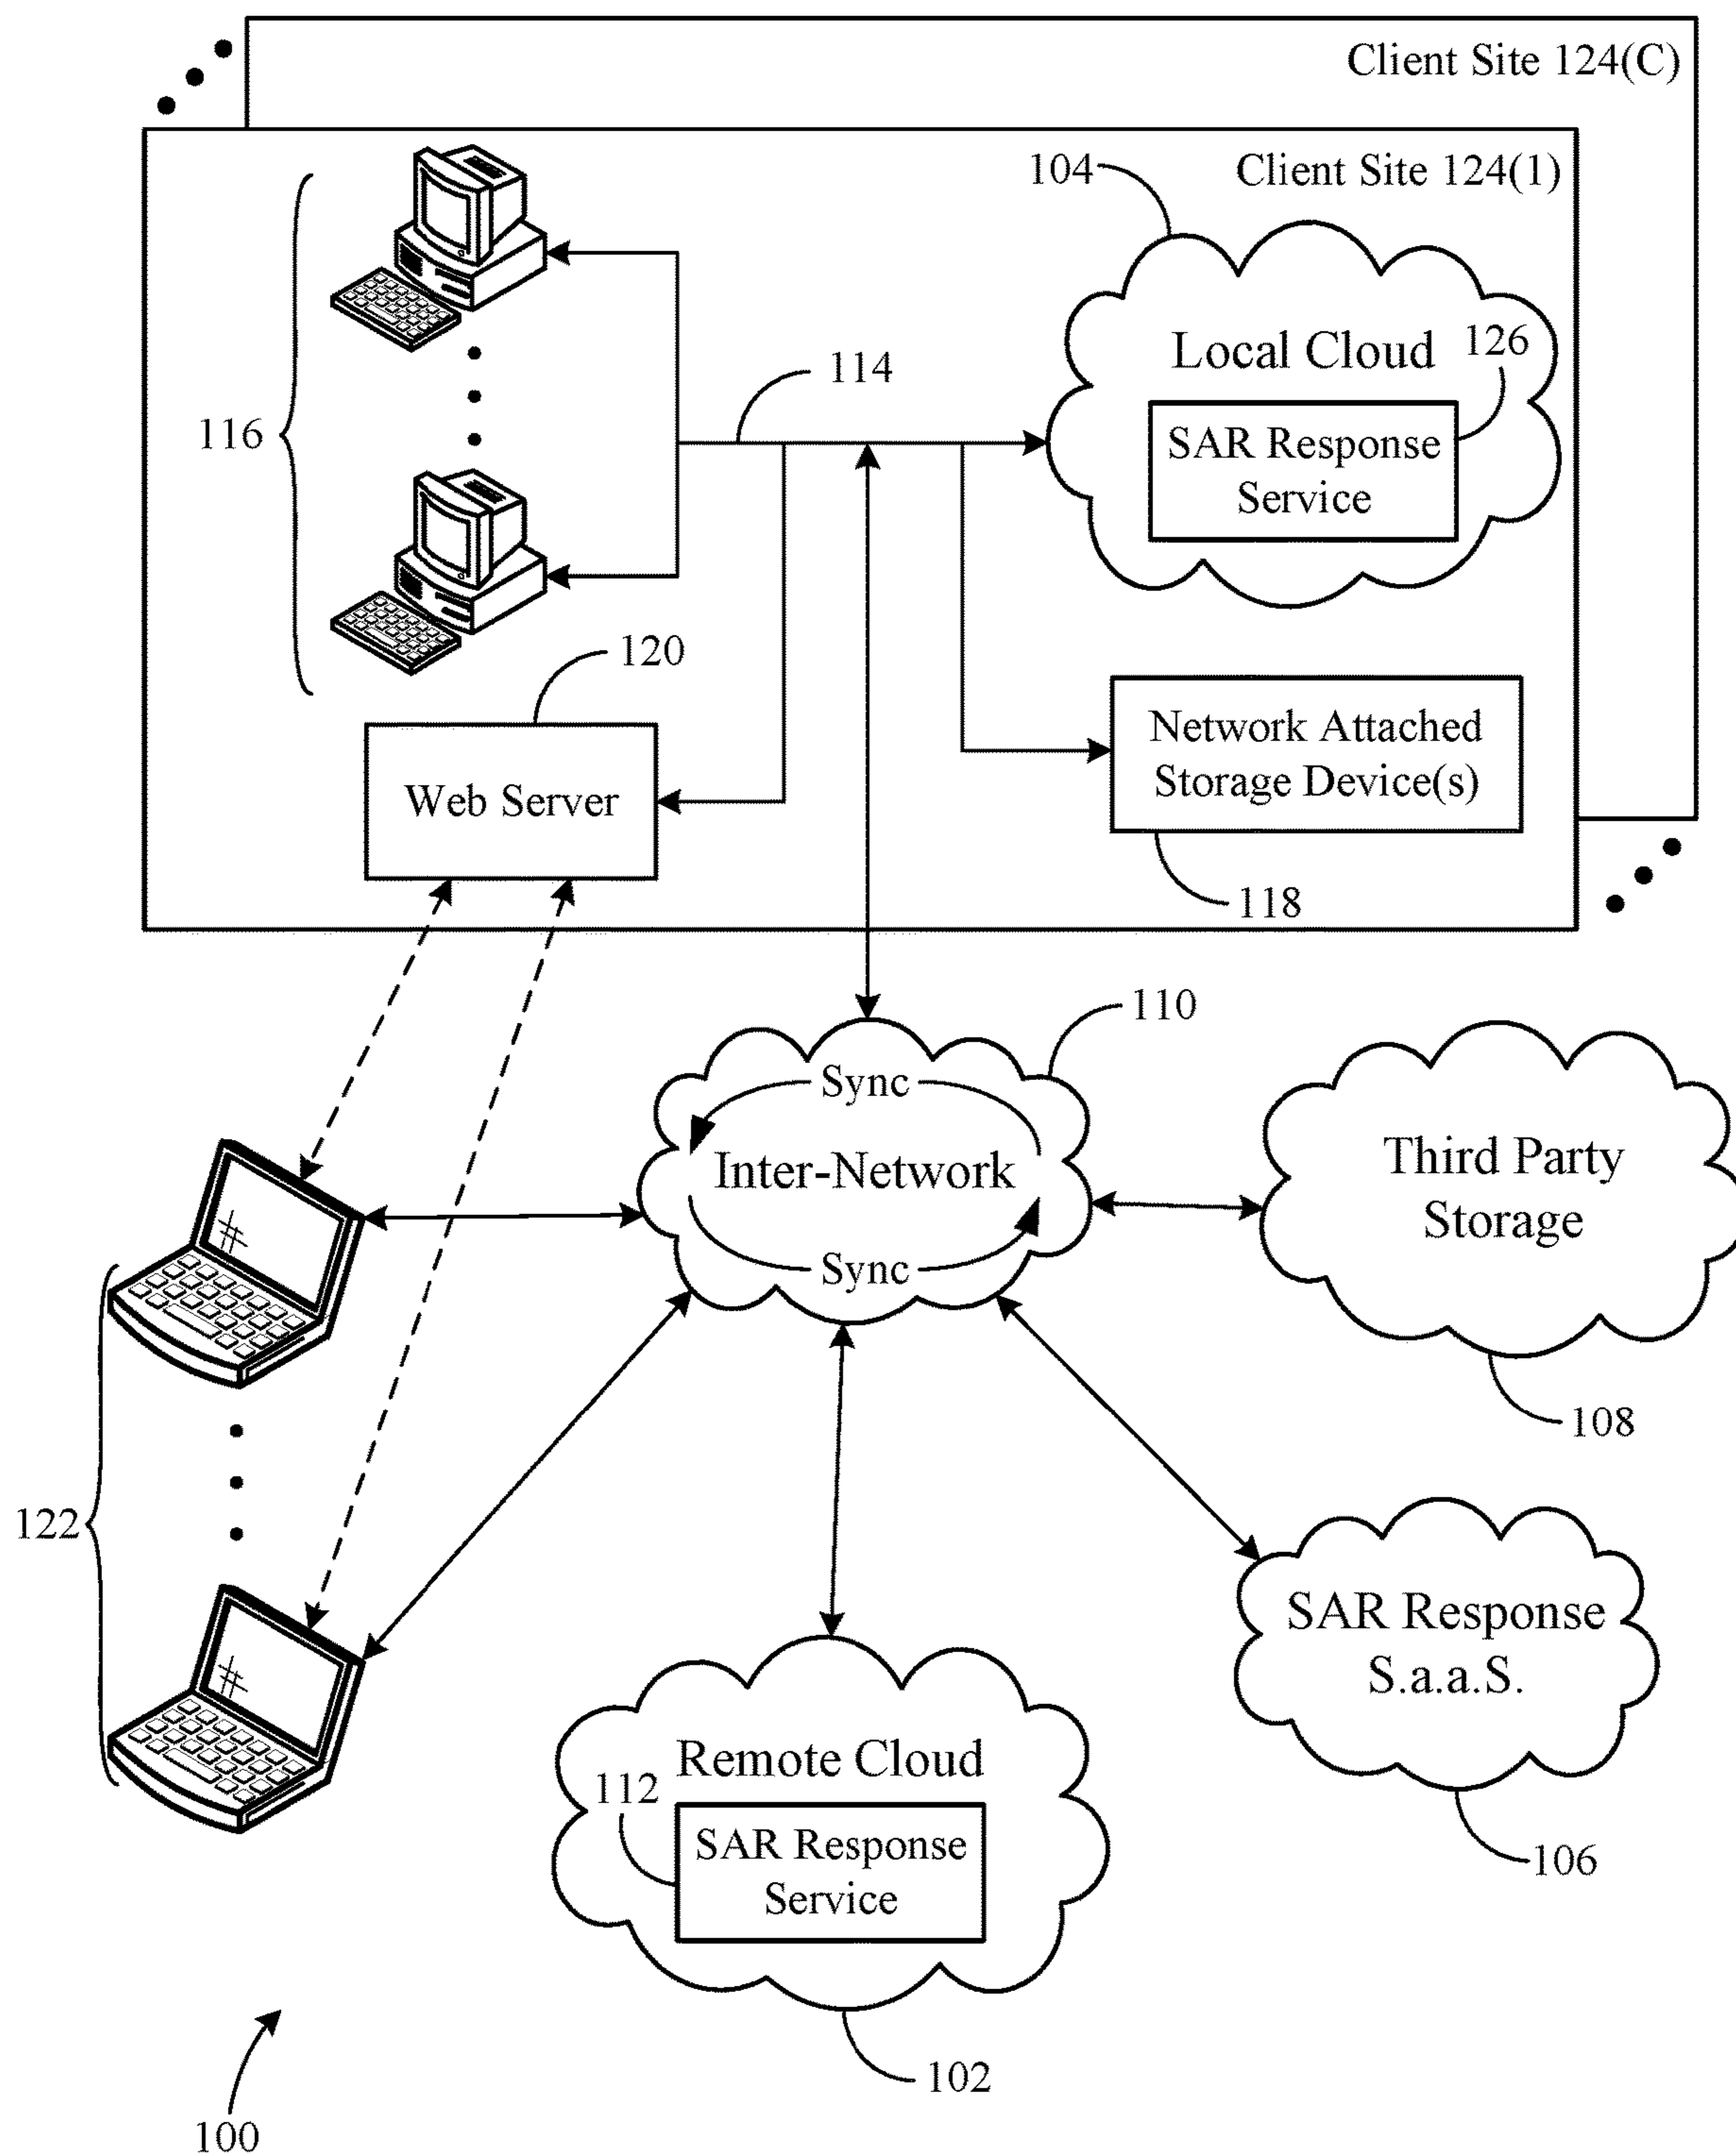 Client Site 124(C)
Client Site 124(1)
104
Local Cloud
126
SAR Response
Service
114
116
120
Web Server
Network Attached
Storage Device(s)
118
110
Sync
Inter-Network
Sync
Third Party
Storage
108
122
SAR Response
S.a.a.S.
106
Remote Cloud
112
SAR Response
Service
102
100